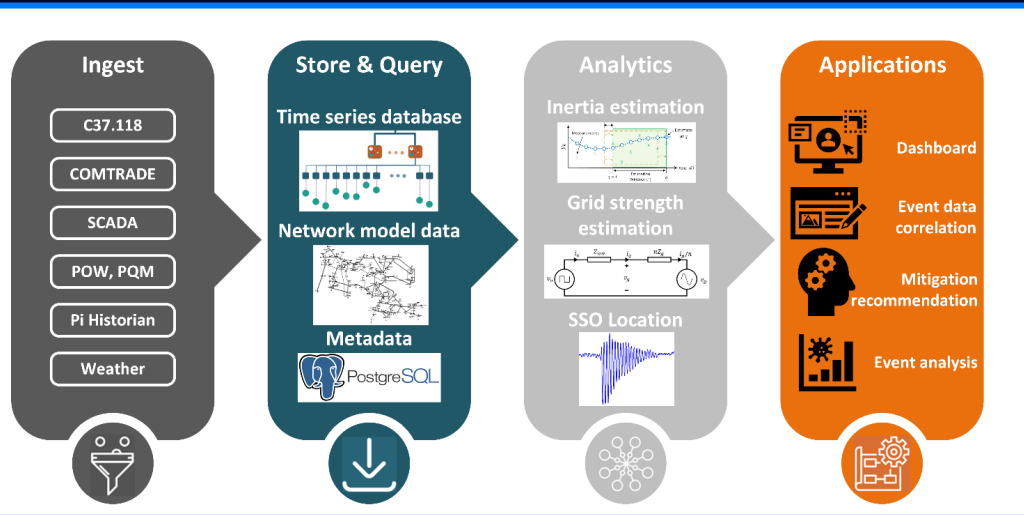 Ingest
C37.118
COMTRADE
SCADA
POW, PQM
Pi Historian
Weather
Store & Query
Time series database
Network model data
Metadata
PostgreSQL
Analytics
Inertia estimation
Grid strength
estimation
SSO Location
Applications
Dashboard
Event data
correlation
Mitigation
recommendation
Event analysis